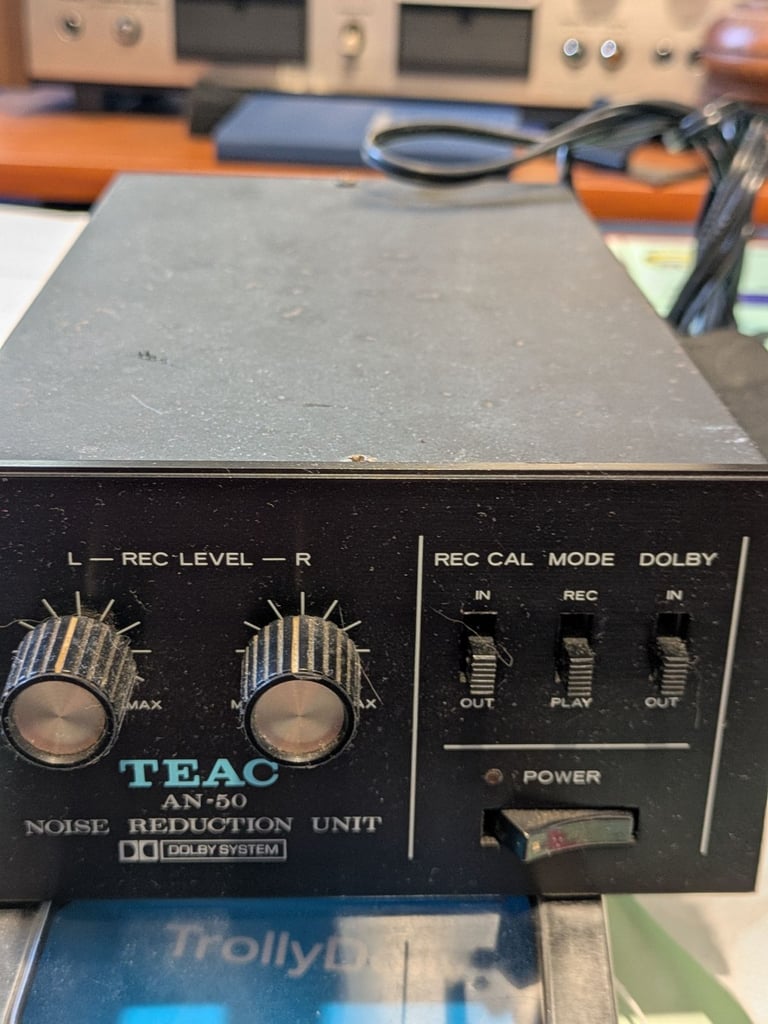 L — REC LEVEL — R
REC CAL MODE DOLBY
IN REC IN
MAX
OUT PLAY OUT
TEAC
AN-50
NOISE REDUCTION UNIT
DOLBY SYSTEM
POWER